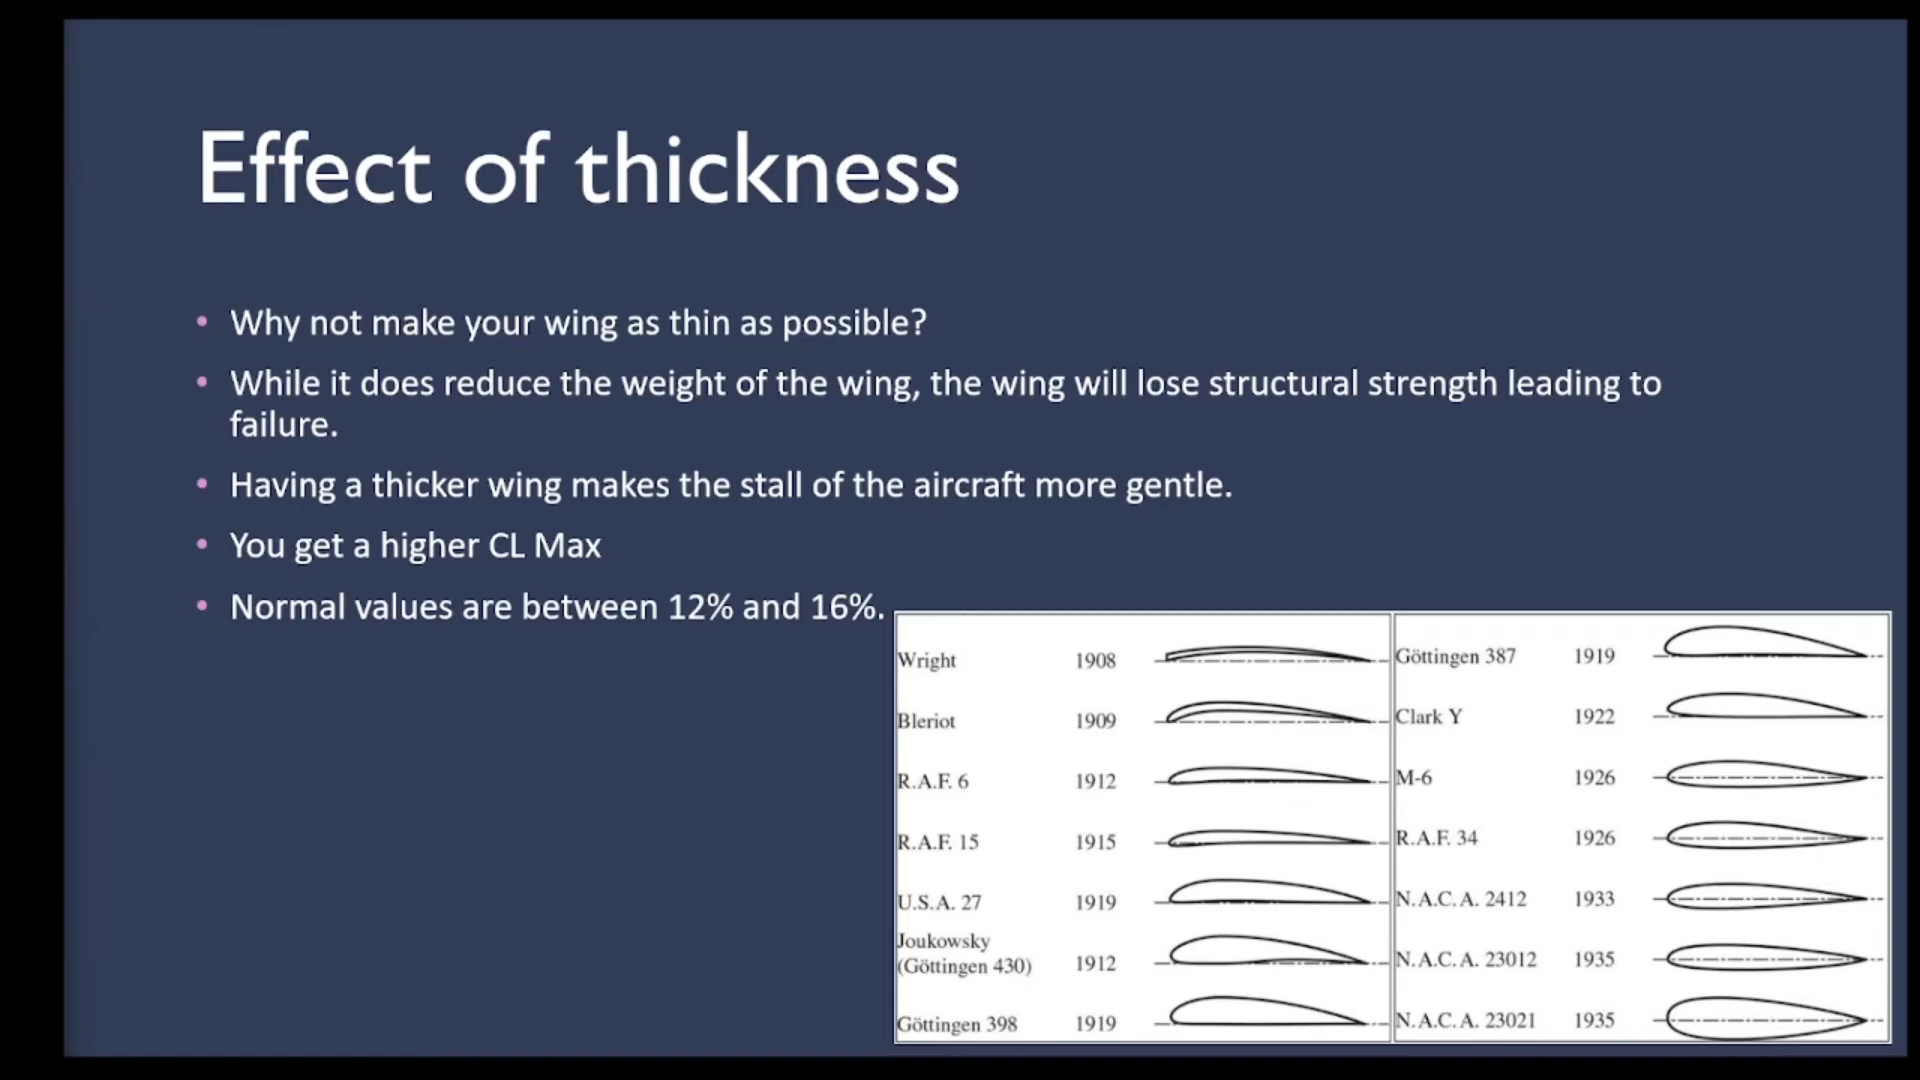 Effect of thickness
• Why not make your wing as thin as possible?
• While it does reduce the weight of the wing, the wing will lose structural strength leading to
failure.
• Having a thicker wing makes the stall of the aircraft more gentle.
• You get a higher CL Max
• Normal values are between 12% and 16%.
Wright 1908
Bleriot 1909
R.A.F. 6 1912
R.A.F. 15 1915
U.S.A. 27 1919
Joukowsky
(Göttingen 430) 1912
Göttingen 398 1919
Göttingen 387 1919
Clark Y 1922
M-6 1926
R.A.F. 34 1926
N.A.C.A. 2412 1933
N.A.C.A. 23012 1935
N.A.C.A. 23021 1935